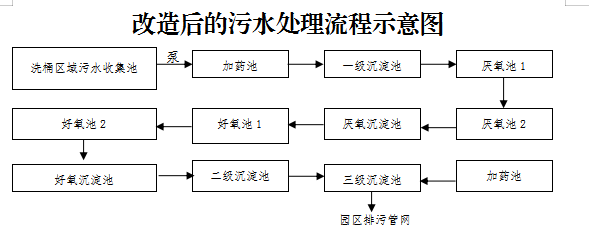 改造后的污水处理流程示意图
洗桶区域污水收集池
泵
加药池
一级沉淀池
厌氧池1
厌氧池2
厌氧沉淀池
好氧池1
好氧池2
好氧沉淀池
二级沉淀池
三级沉淀池
加药池
园区排污管网